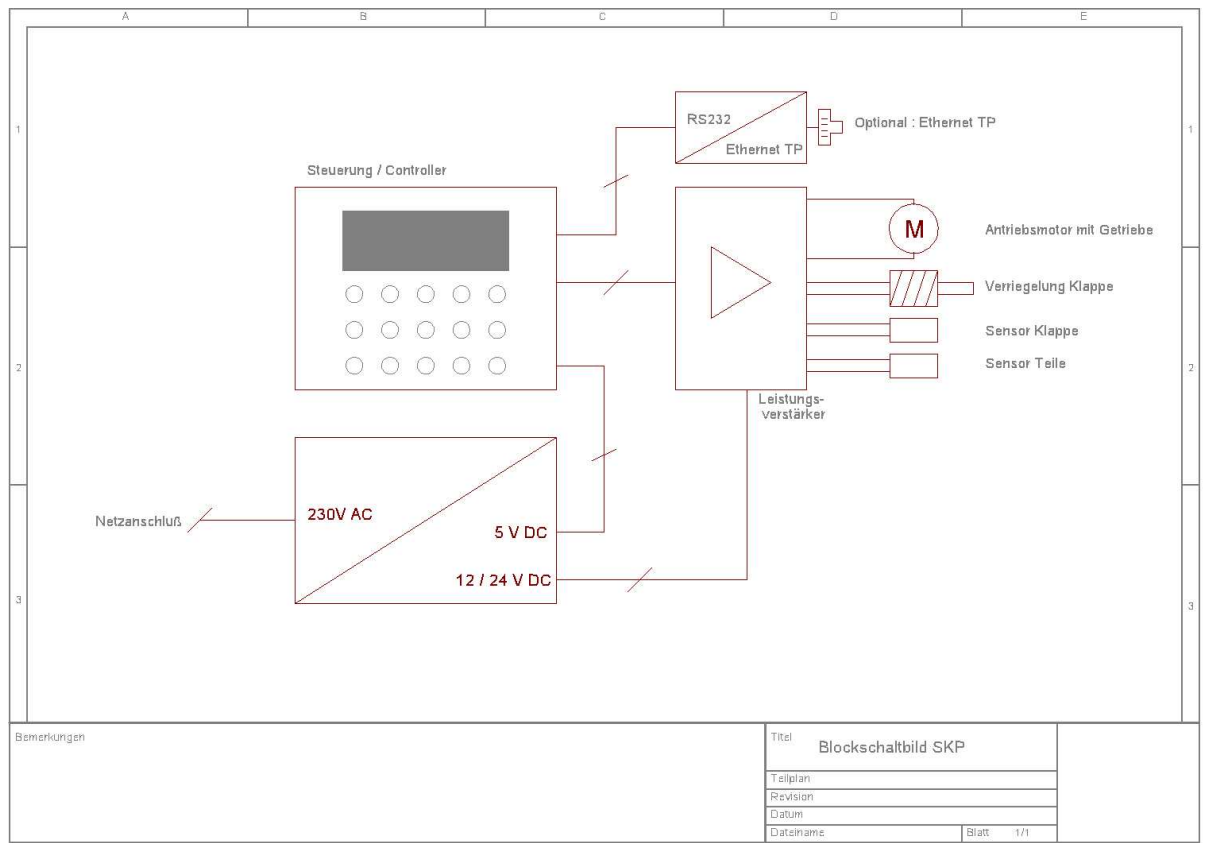 A B C D E
1 1
RS232
Ethernet TP
Optional : Ethernet TP
Steuerung / Controller
M
Antriebsmotor mit Getriebe
Verriegelung Klappe
Sensor Klappe
Sensor Teile
2 2
Leistungs-
verstärker
Netzanschluß
230V AC
5 V DC
12 / 24 V DC
3 3
Bemerkungen
Titel
Blockschaltbild SKP
Teilplan
Revision
Datum
Dateiname
Blatt 1/1